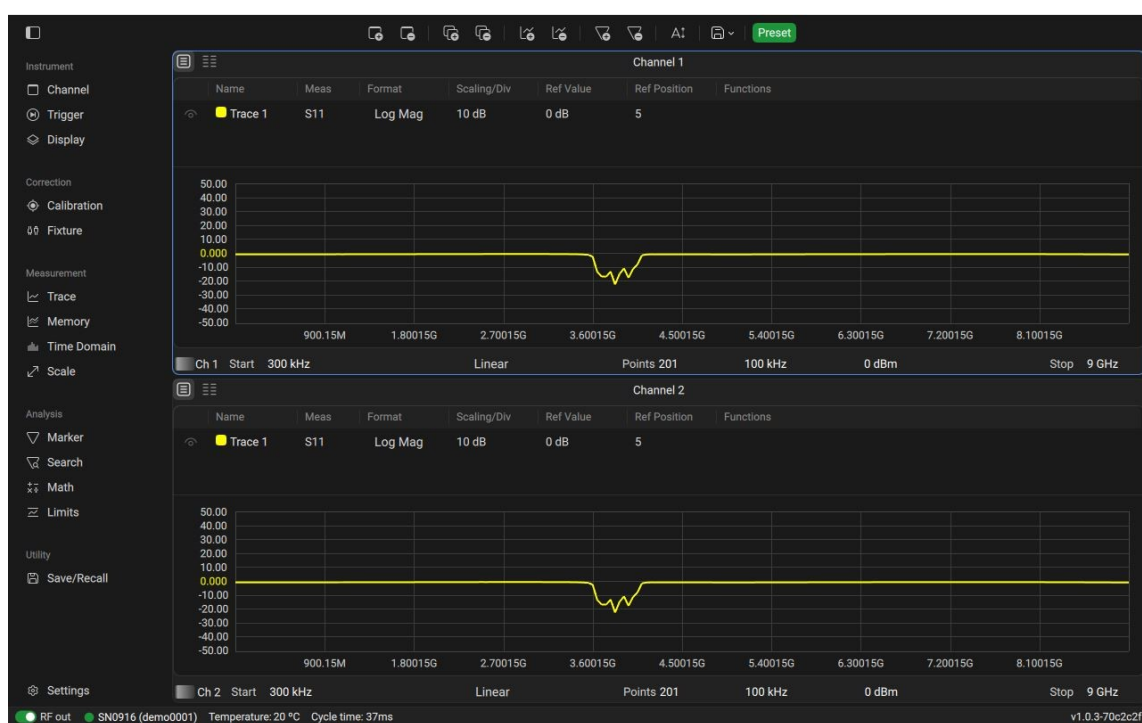 Preset
Instrument
Channel
Trigger
Display
Correction
Calibration
Fixture
Measurement
Trace
Memory
Time Domain
Scale
Analysis
Marker
Search
Math
Limits
Utility
Save/Recall
Settings
Channel 1
Name Meas Format Scaling/Div Ref Value Ref Position Functions
Trace 1 S11 Log Mag 10 dB 0 dB 5
50.00
40.00
30.00
20.00
10.00
0.000
-10.00
-20.00
-30.00
-40.00
-50.00
900.15M 1.80015G 2.70015G 3.60015G 4.50015G 5.40015G 6.30015G 7.20015G 8.10015G
Ch 1 Start 300 kHz Linear Points 201 100 kHz 0 dBm Stop 9 GHz
Channel 2
Name Meas Format Scaling/Div Ref Value Ref Position Functions
Trace 1 S11 Log Mag 10 dB 0 dB 5
50.00
40.00
30.00
20.00
10.00
0.000
-10.00
-20.00
-30.00
-40.00
-50.00
900.15M 1.80015G 2.70015G 3.60015G 4.50015G 5.40015G 6.30015G 7.20015G 8.10015G
Ch 2 Start 300 kHz Linear Points 201 100 kHz 0 dBm Stop 9 GHz
RF out SN0916 (demo0001) Temperature: 20 ºC Cycle time: 37ms v1.0.3-70c2c2f